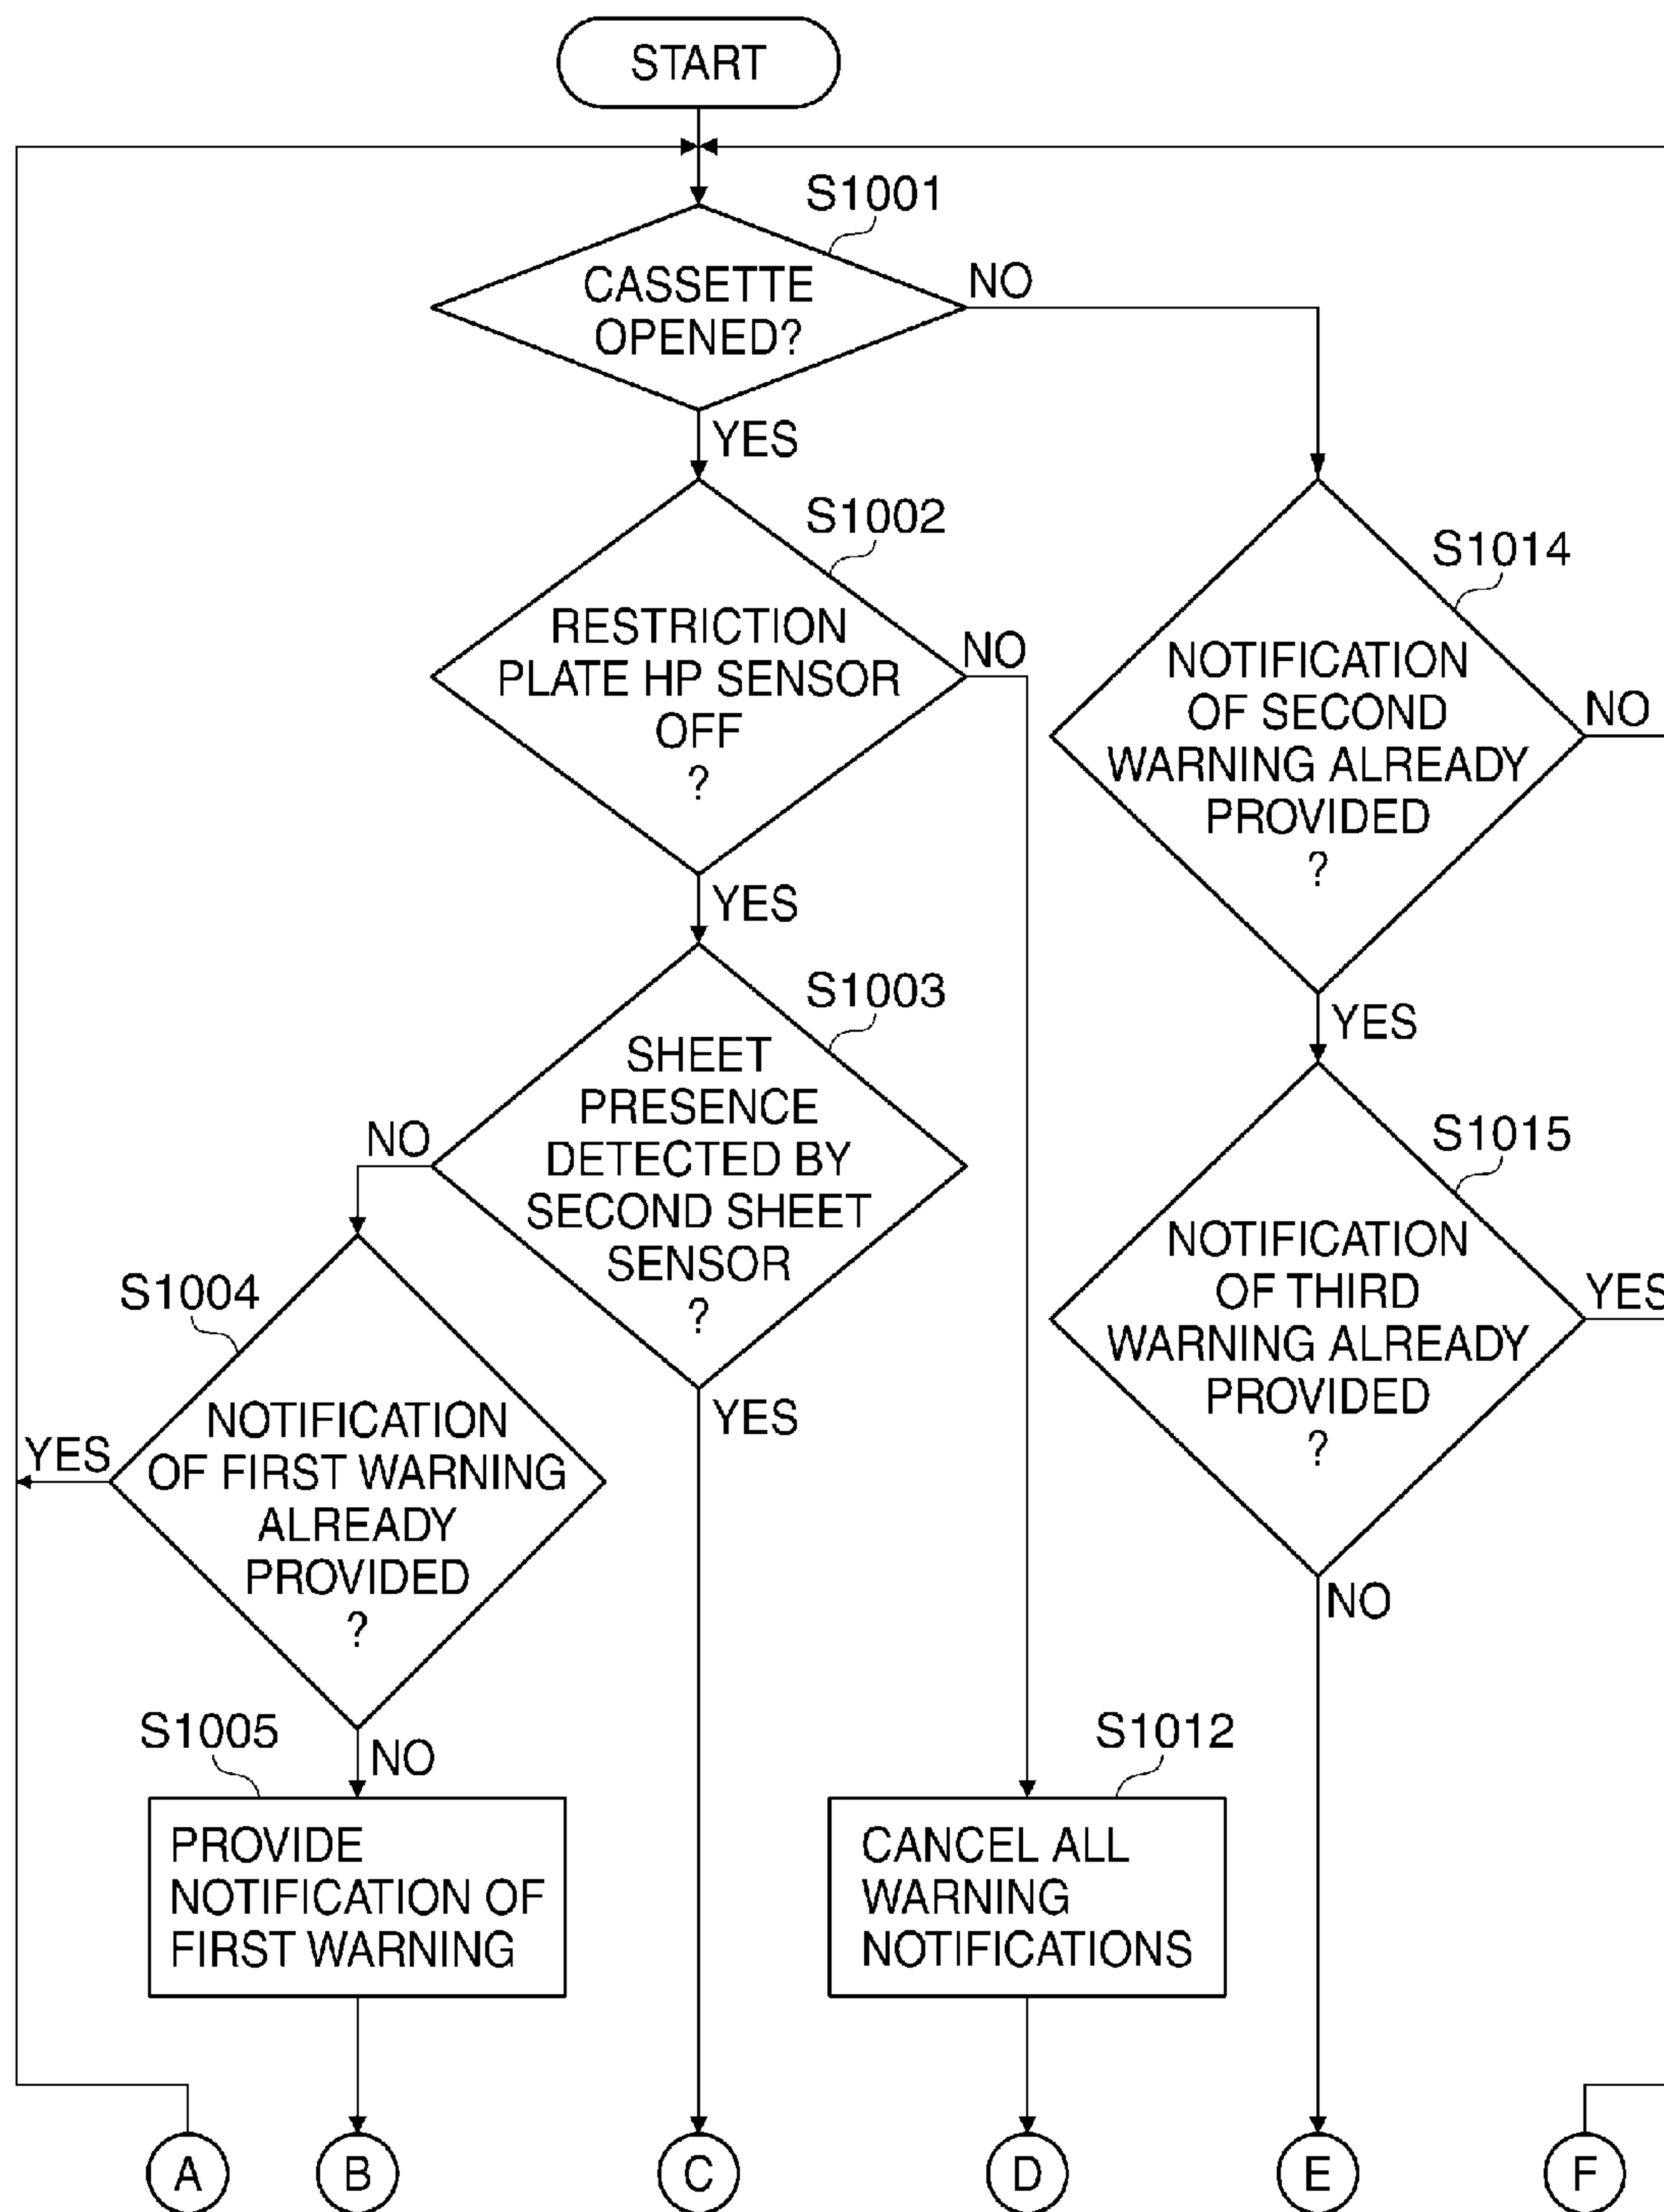 START
S1001
CASSETTE
OPENED?
NO
YES
S1002
RESTRICTION
PLATE HP SENSOR
OFF
?
NO
YES
S1014
NOTIFICATION
OF SECOND
WARNING ALREADY
PROVIDED
?
NO
YES
S1003
SHEET
PRESENCE
DETECTED BY
SECOND SHEET
SENSOR
?
NO
YES
S1015
NOTIFICATION
OF THIRD
WARNING ALREADY
PROVIDED
?
YES
NO
S1004
NOTIFICATION
OF FIRST WARNING
ALREADY
PROVIDED
?
YES
NO
S1005
PROVIDE
NOTIFICATION OF
FIRST WARNING
S1012
CANCEL ALL
WARNING
NOTIFICATIONS
A
B
C
D
E
F